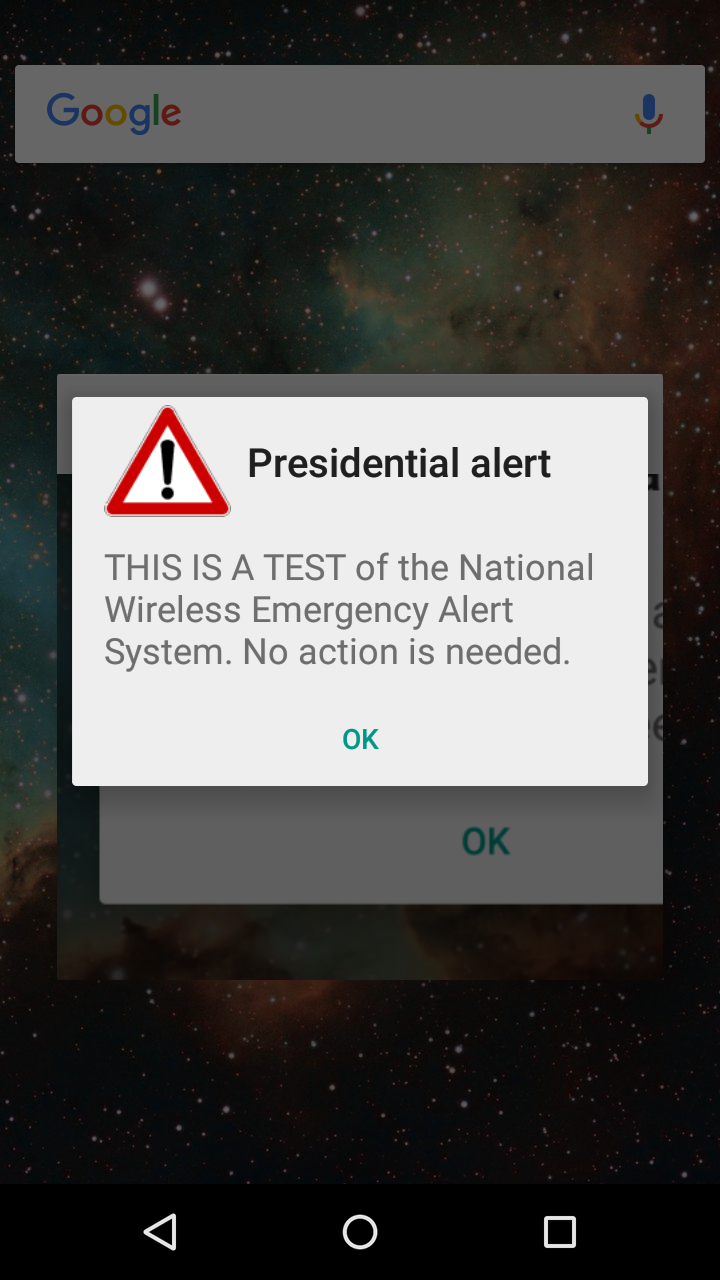 Google
Presidential alert
THIS IS A TEST of the National
Wireless Emergency Alert
System. No action is needed.
OK
OK